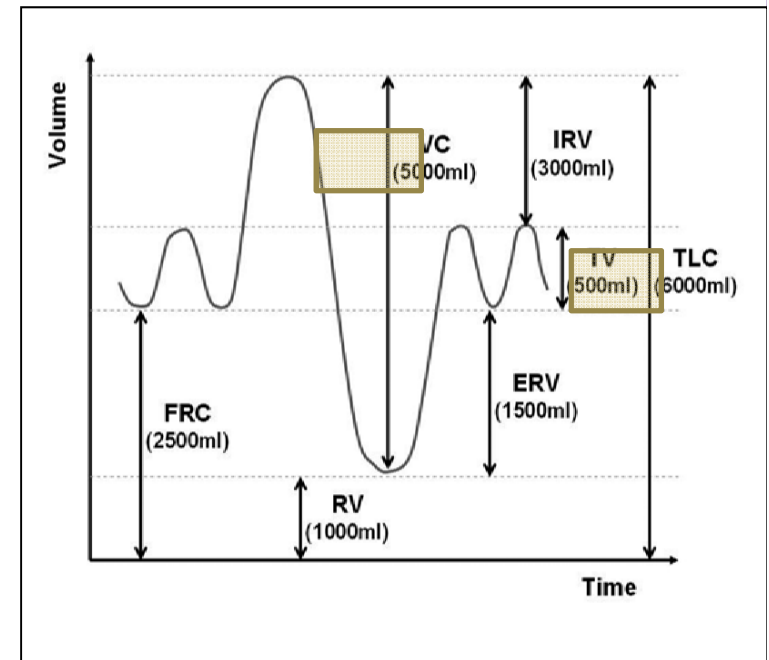 Volume
VC
(5000ml)
IRV
(3000ml)
TV
(500ml)
TLC
(6000ml)
ERV
(1500ml)
FRC
(2500ml)
RV
(1000ml)
Time